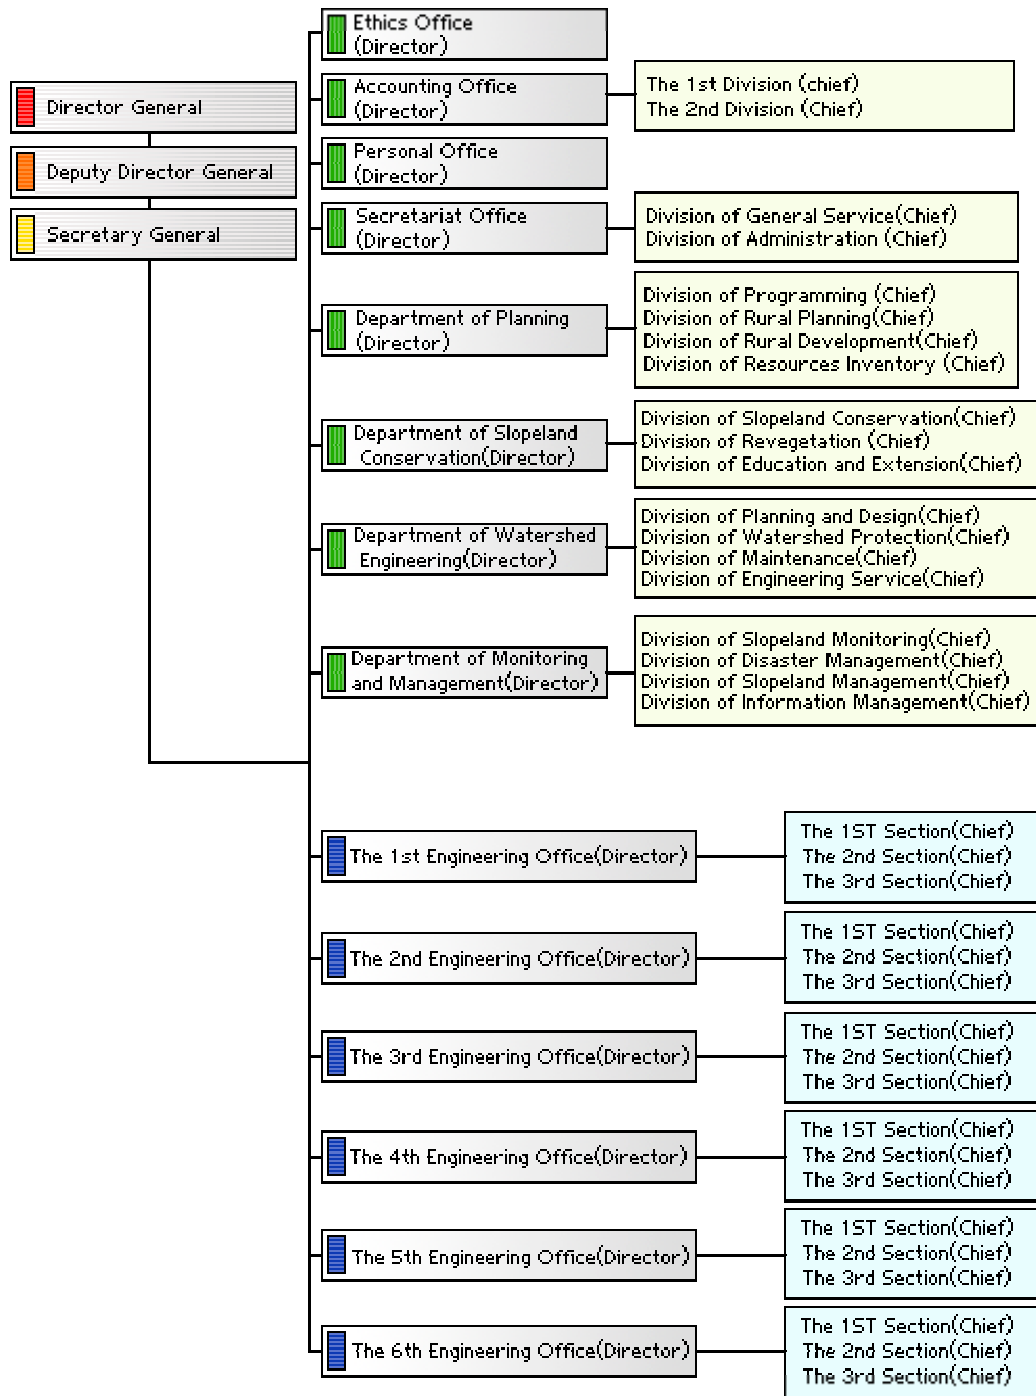 Director General
Deputy Director General
Secretary General
Ethics Office
(Director)
Accounting Office
(Director)
The 1st Division (chief)
The 2nd Division (Chief)
Personal Office
(Director)
Secretariat Office
(Director)
Division of General Service(Chief)
Division of Administration (Chief)
Department of Planning
(Director)
Division of Programming (Chief)
Division of Rural Planning(Chief)
Division of Rural Development(Chief)
Division of Resources Inventory (Chief)
Department of Slopeland
Conservation(Director)
Division of Slopeland Conservation(Chief)
Division of Revegetation (Chief)
Division of Education and Extension(Chief)
Department of Watershed
Engineering(Director)
Division of Planning and Design(Chief)
Division of Watershed Protection(Chief)
Division of Maintenance(Chief)
Division of Engineering Service(Chief)
Department of Monitoring
and Management(Director)
Division of Slopeland Monitoring(Chief)
Division of Disaster Management(Chief)
Division of Slopeland Management(Chief)
Division of Information Management(Chief)
The 1st Engineering Office(Director)
The 1ST Section(Chief)
The 2nd Section(Chief)
The 3rd Section(Chief)
The 2nd Engineering Office(Director)
The 1ST Section(Chief)
The 2nd Section(Chief)
The 3rd Section(Chief)
The 3rd Engineering Office(Director)
The 1ST Section(Chief)
The 2nd Section(Chief)
The 3rd Section(Chief)
The 4th Engineering Office(Director)
The 1ST Section(Chief)
The 2nd Section(Chief)
The 3rd Section(Chief)
The 5th Engineering Office(Director)
The 1ST Section(Chief)
The 2nd Section(Chief)
The 3rd Section(Chief)
The 6th Engineering Office(Director)
The 1ST Section(Chief)
The 2nd Section(Chief)
The 3rd Section(Chief)